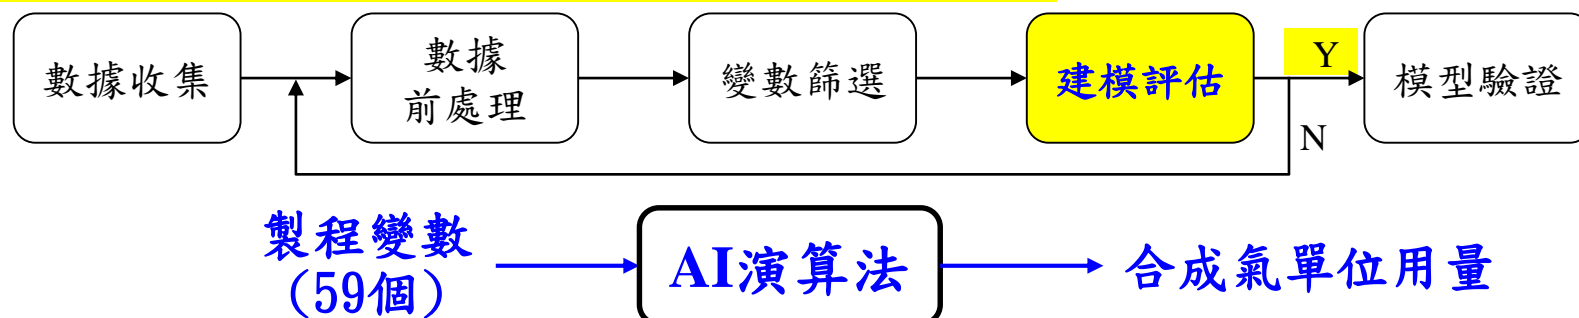 數據收集
數據
前處理
變數篩選
建模評估
Y
模型驗證
N
製程變數
(59個)
AI演算法
合成氣單位用量